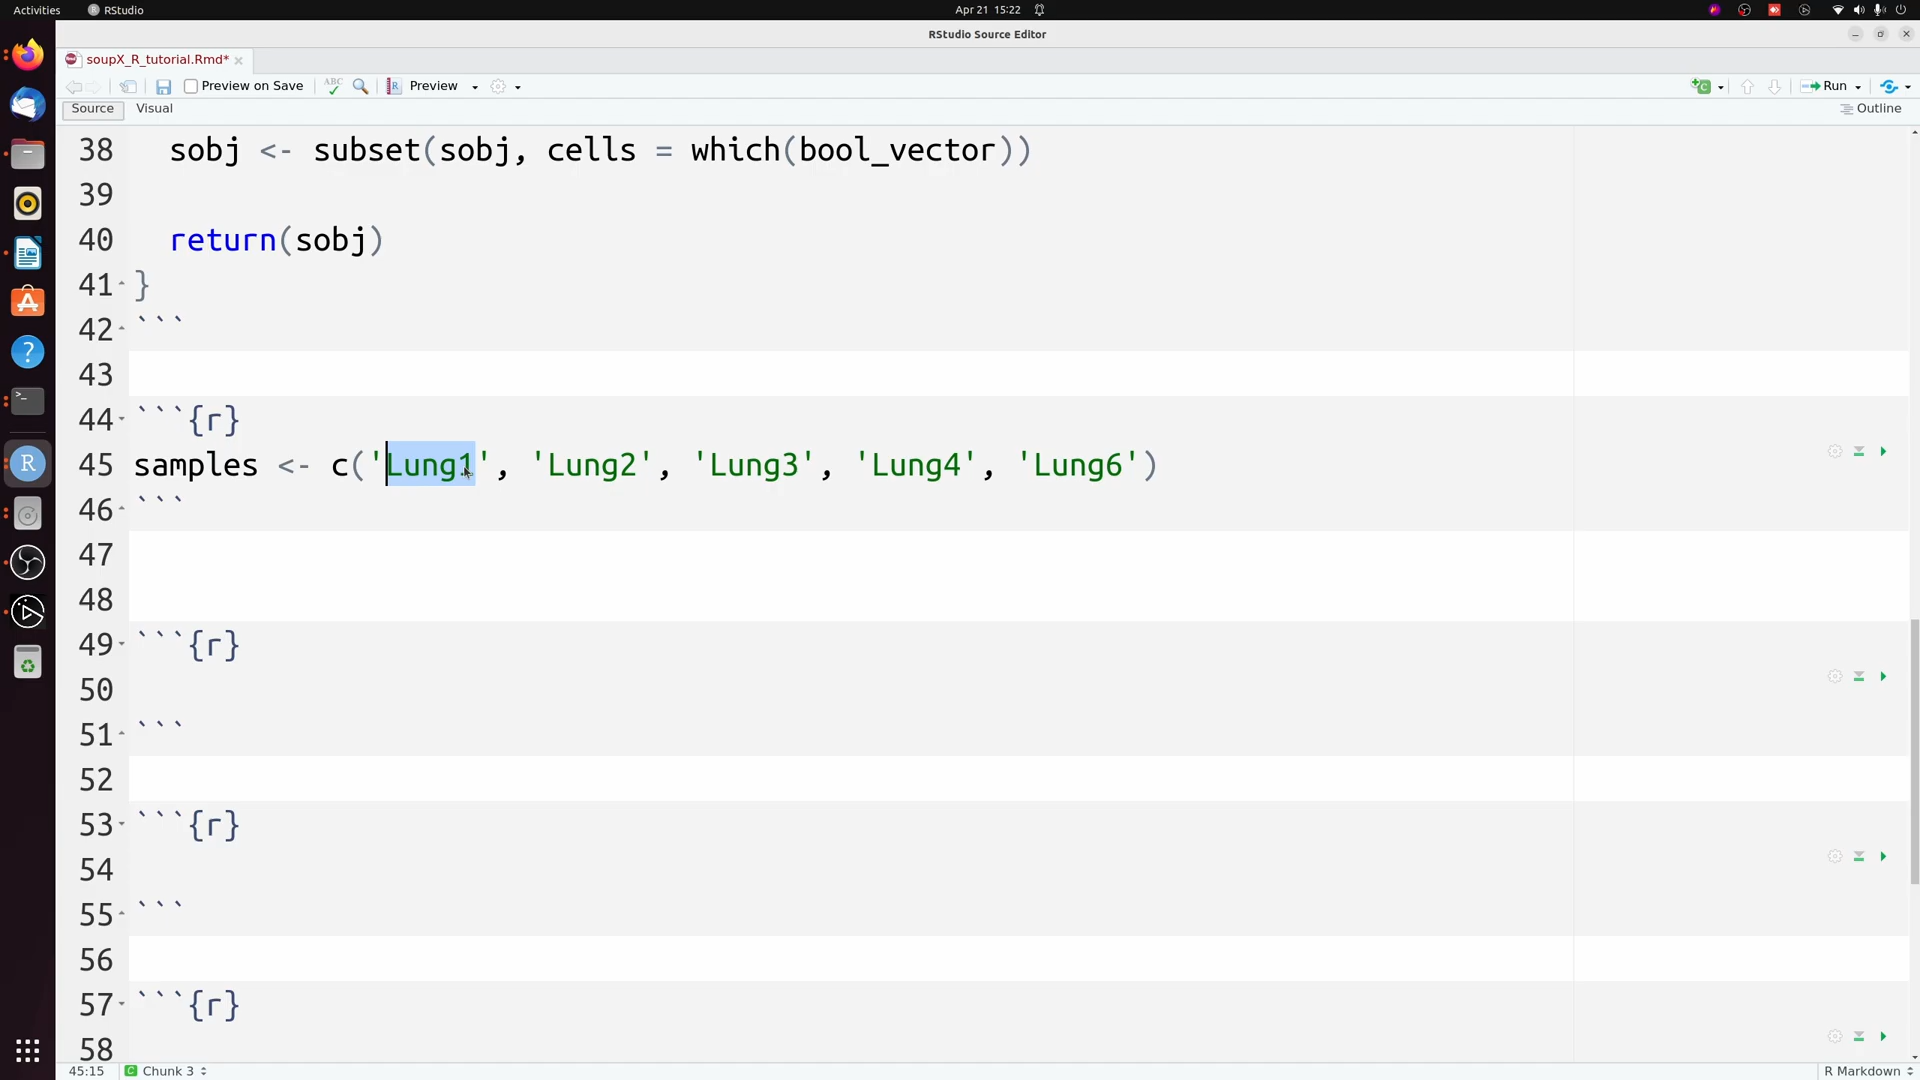 Activities RStudio Apr 21 15:22
RStudio Source Editor
soupX_R_tutorial.Rmd*
Preview on Save ABC Preview Run
Source Visual Outline
38 sobj <- subset(sobj, cells = which(bool_vector))
39
40 return(sobj)
41 }
42 ```
43
44 ```{r}
45 samples <- c('Lung1', 'Lung2', 'Lung3', 'Lung4', 'Lung6')
46 ```
47
48
49 ```{r}
50
51 ```
52
53 ```{r}
54
55 ```
56
57 ```{r}
58
45:15 Chunk 3 R Markdown